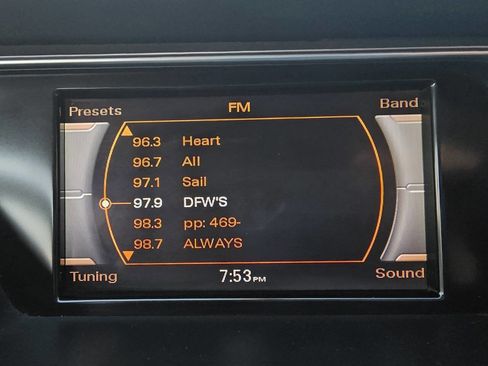 Presets FM Band
96.3 Heart
96.7 All
97.1 Sail
97.9 DFW'S
98.3 pp: 469-
98.7 ALWAYS
Tuning 7:53PM Sound